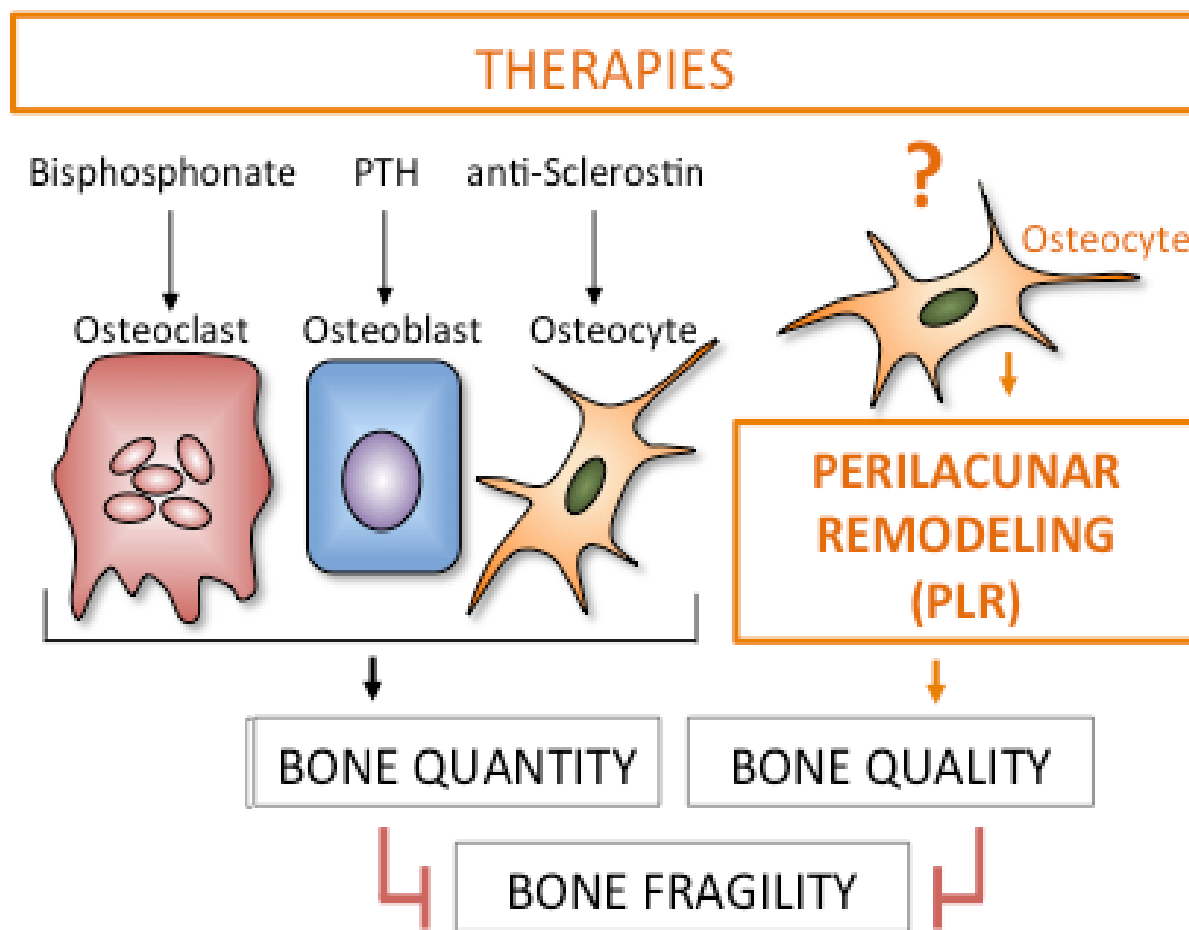 THERAPIES
Bisphosphonate PTH anti-Sclerostin
?
Osteocyte
Osteoclast Osteoblast Osteocyte
PERILACUNAR
REMODELING
(PLR)
BONE QUANTITY BONE QUALITY
BONE FRAGILITY